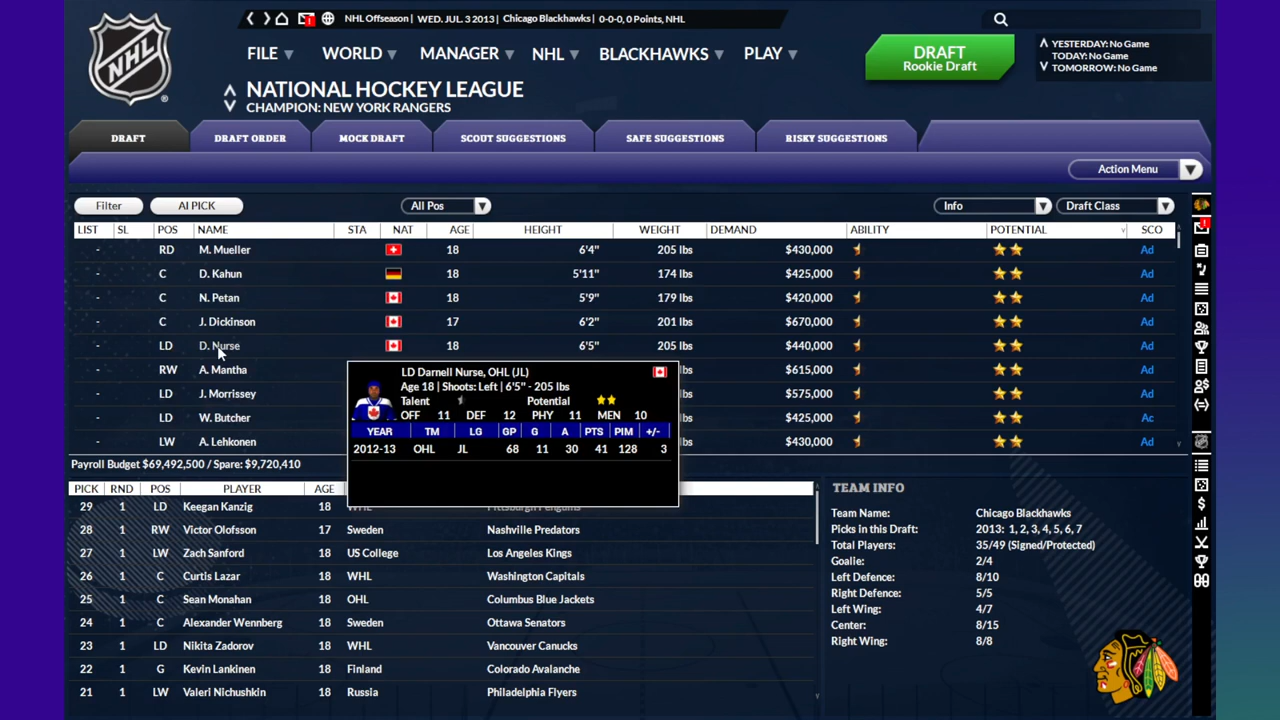 NHL Offseason | WED. JUL. 3 2013 | Chicago Blackhawks | 0-0-0, 0 Points, NHL
NHL
FILE WORLD MANAGER NHL BLACKHAWKS PLAY
DRAFT
Rookie Draft
YESTERDAY: No Game
TODAY: No Game
TOMORROW: No Game
NATIONAL HOCKEY LEAGUE
CHAMPION: NEW YORK RANGERS
DRAFT DRAFT ORDER MOCK DRAFT SCOUT SUGGESTIONS SAFE SUGGESTIONS RISKY SUGGESTIONS
Action Menu
Filter AI PICK All Pos Info Draft Class
LIST SL POS NAME STA NAT AGE HEIGHT WEIGHT DEMAND ABILITY POTENTIAL SCO
- RD M. Mueller 18 6'4" 205 lbs $430,000 Ad
- C D. Kahun 18 5'11" 174 lbs $425,000 Ad
- C N. Petan 18 5'9" 179 lbs $420,000 Ad
- C J. Dickinson 17 6'2" 201 lbs $670,000 Ad
- LD D. Nurse 18 6'5" 205 lbs $440,000 Ad
- RW A. Mantha $615,000 Ad
- LD J. Morrissey $575,000 Ad
- LD W. Butcher $425,000 Ac
- LW A. Lehkonen $430,000 Ad
LD Darnell Nurse, OHL (JL)
Age 18 | Shoots: Left | 6'5" - 205 lbs
Talent Potential
OFF 11 DEF 12 PHY 11 MEN 10
YEAR TM LG GP G A PTS PIM +/-
2012-13 OHL JL 68 11 30 41 128 3
Payroll Budget $69,492,500 / Spare: $9,720,410
PICK RND POS PLAYER AGE
29 1 LD Keegan Kanzig 18 WHL Pittsburgh Penguins
28 1 RW Victor Olofsson 17 Sweden Nashville Predators
27 1 LW Zach Sanford 18 US College Los Angeles Kings
26 1 C Curtis Lazar 18 WHL Washington Capitals
25 1 C Sean Monahan 18 OHL Columbus Blue Jackets
24 1 C Alexander Wennberg 18 Sweden Ottawa Senators
23 1 LD Nikita Zadorov 18 WHL Vancouver Canucks
22 1 G Kevin Lankinen 18 Finland Colorado Avalanche
21 1 LW Valeri Nichushkin 18 Russia Philadelphia Flyers
TEAM INFO
Team Name: Chicago Blackhawks
Picks in this Draft: 2013: 1, 2, 3, 4, 5, 6, 7
Total Players: 35/49 (Signed/Protected)
Goalie: 2/4
Left Defence: 8/10
Right Defence: 5/5
Left Wing: 4/7
Center: 8/15
Right Wing: 8/8